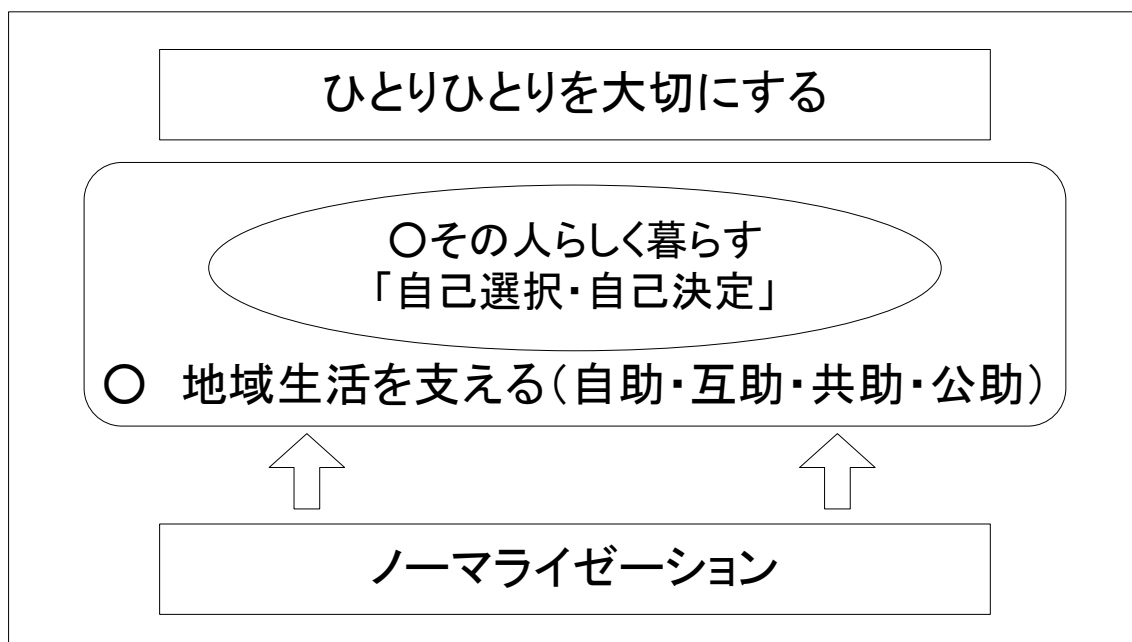 ひとりひとりを大切にする
〇その人らしく暮らす
「自己選択・自己決定」
〇 地域生活を支える(自助・互助・共助・公助)
ノーマライゼーション